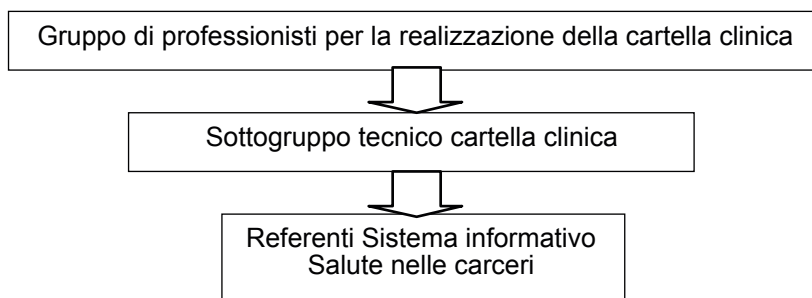 Gruppo di professionisti per la realizzazione della cartella clinica
Sottogruppo tecnico cartella clinica
Referenti Sistema informativo
Salute nelle carceri